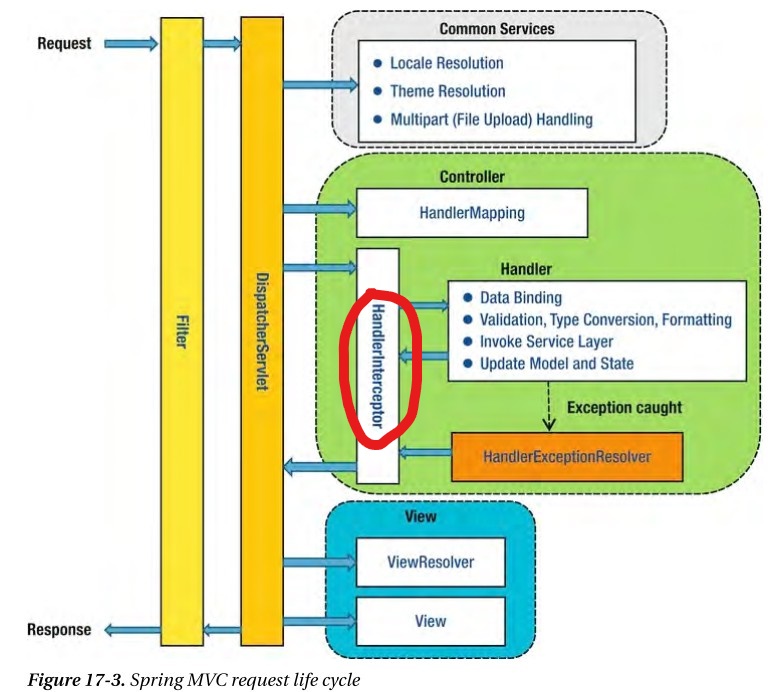 Request
Common Services
Locale Resolution
Theme Resolution
Multipart (File Upload) Handling
Controller
HandlerMapping
Filter
DispatcherServlet
HandlerInterceptor
Handler
Data Binding
Validation, Type Conversion, Formatting
Invoke Service Layer
Update Model and State
Exception caught
HandlerExceptionResolver
View
ViewResolver
View
Response
Figure 17-3. Spring MVC request life cycle